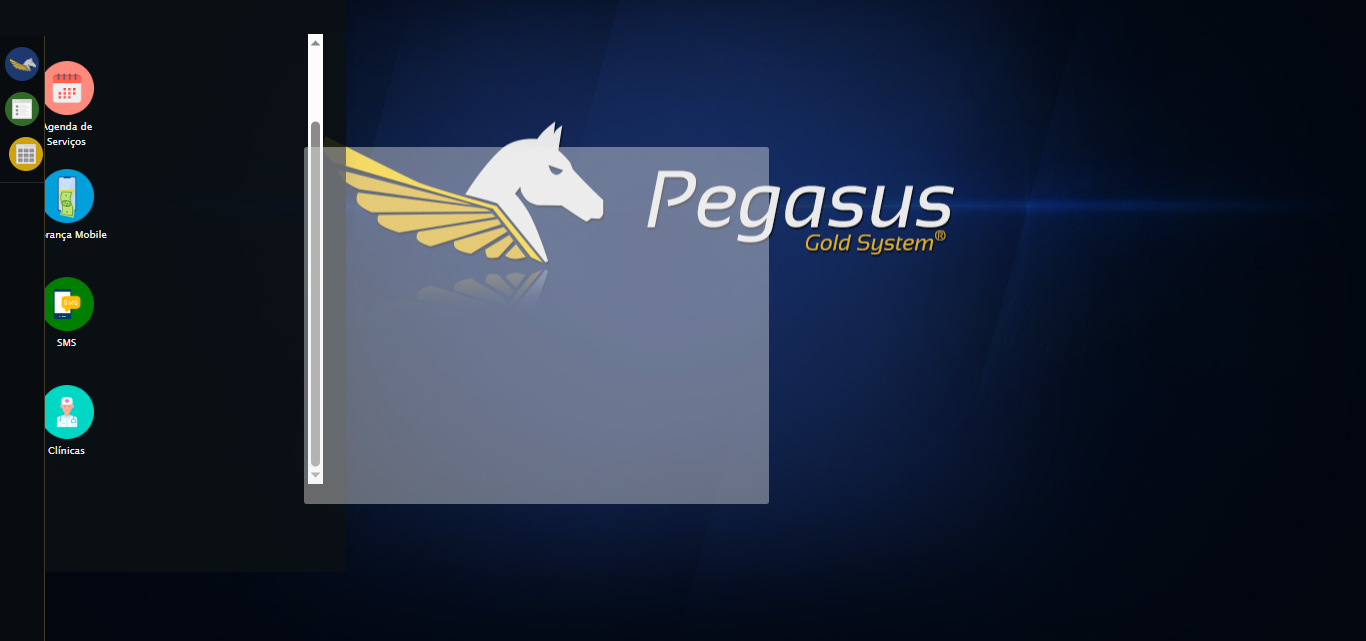 Agenda de
Serviços
rança Mobile
SMS
Clínicas
Pegasus
Gold System®